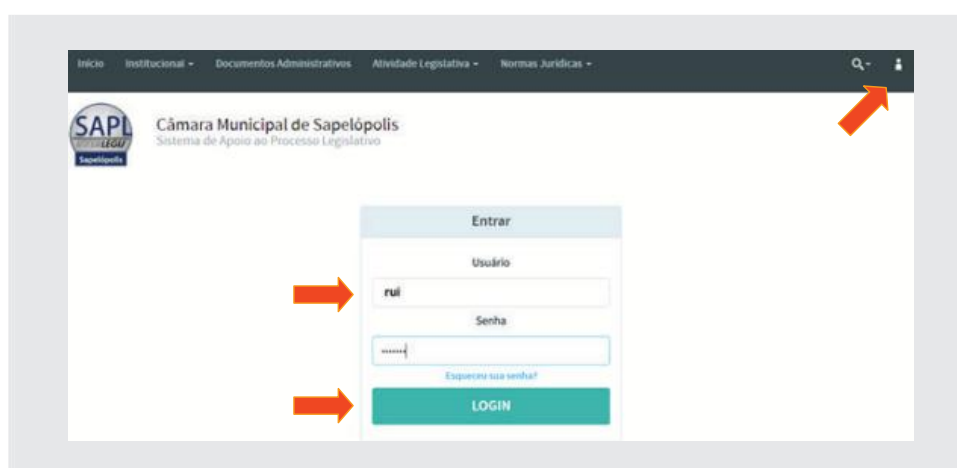 Início Institucional Documentos Administrativos Atividade Legislativa Normas Jurídicas
SAPL
Sapelópolis
Câmara Municipal de Sapelópolis
Sistema de Apoio ao Processo Legislativo
Entrar
Usuário
rui
Senha
Esqueceu sua senha?
LOGIN